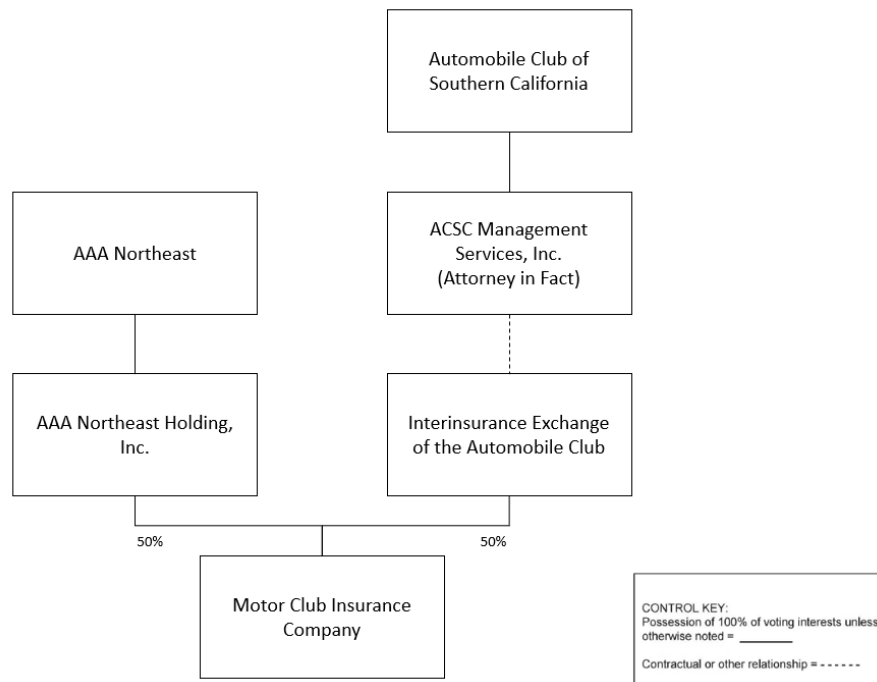 Automobile Club of
Southern California
AAA Northeast
ACSC Management
Services, Inc.
(Attorney in Fact)
AAA Northeast Holding,
Inc.
Interinsurance Exchange
of the Automobile Club
50%
50%
Motor Club Insurance
Company
CONTROL KEY:
Possession of 100% of voting interests unless
otherwise noted =
Contractual or other relationship = - - - - - -